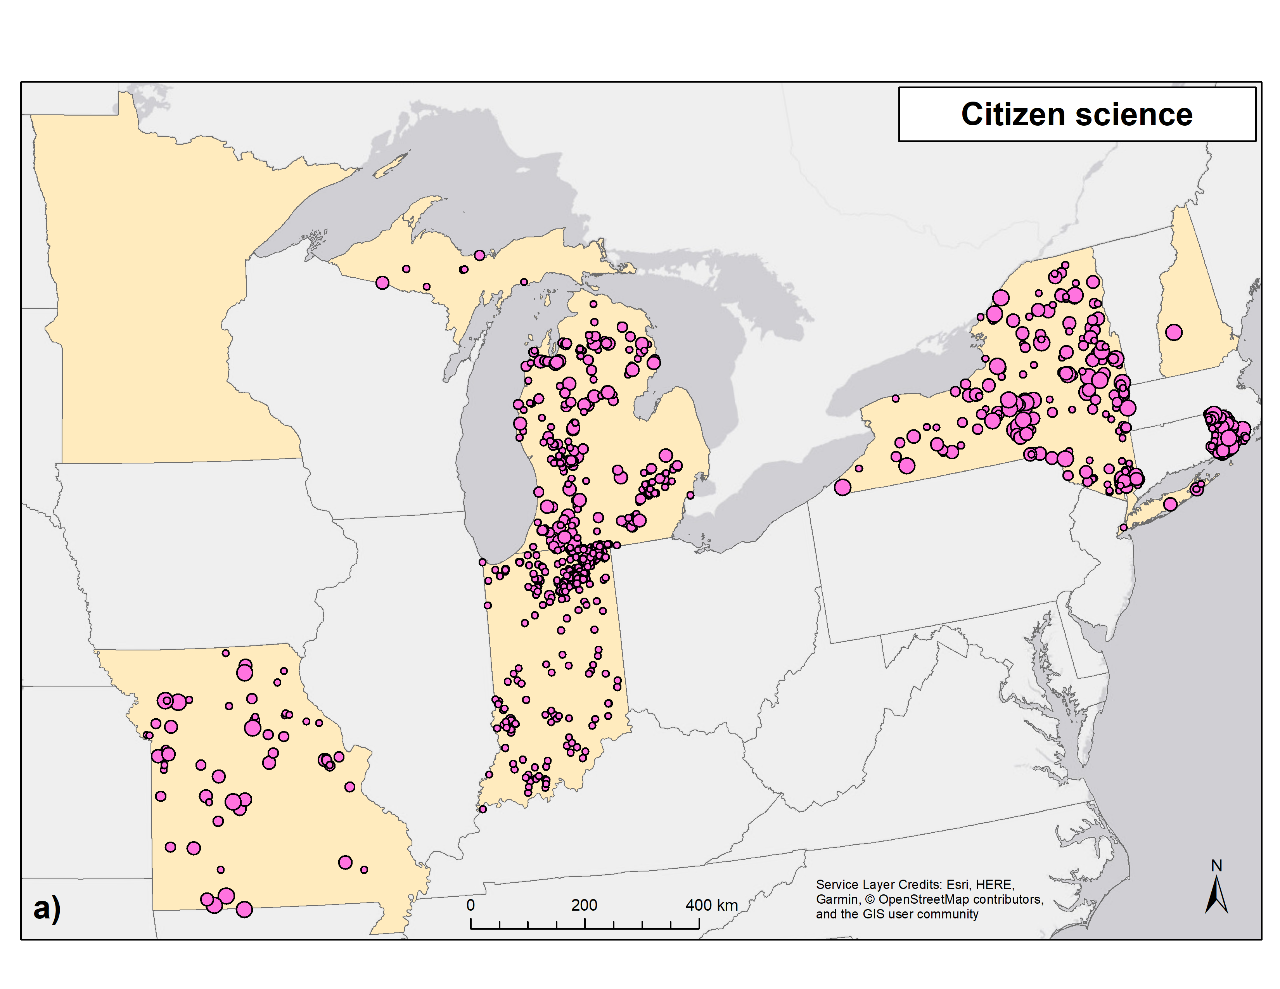 Citizen science
a)
0 200 400 km
Service Layer Credits: Esri, HERE,
Garmin, © OpenStreetMap contributors,
and the GIS user community
N